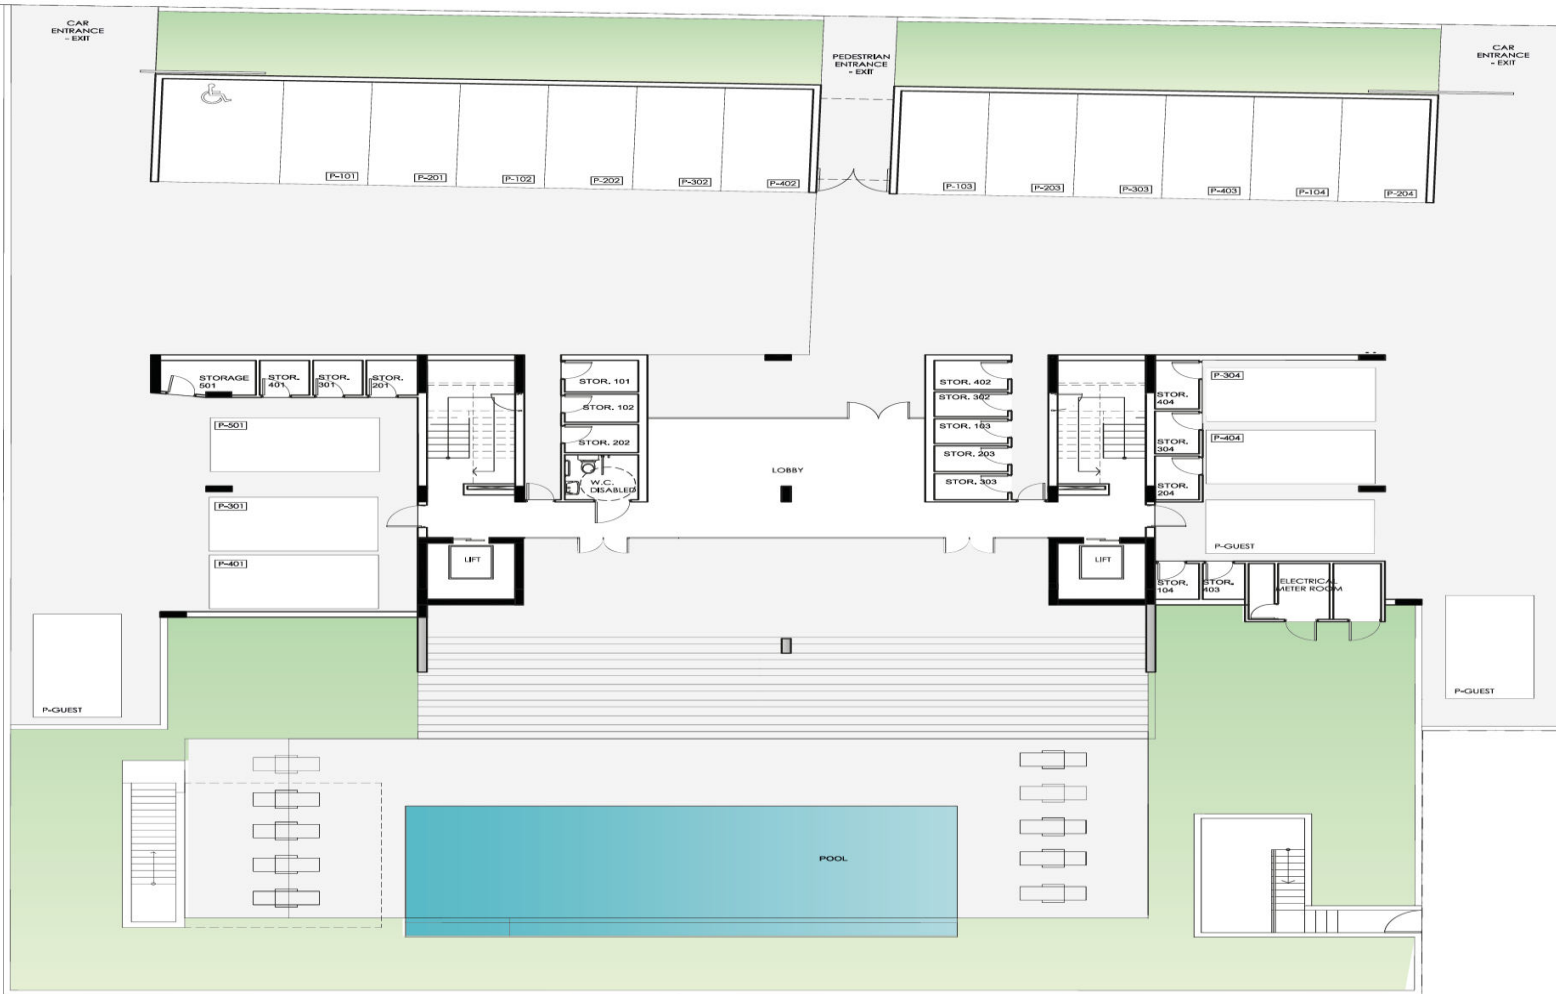 CAR
ENTRANCE
- EXIT
PEDESTRIAN
ENTRANCE
- EXIT
CAR
ENTRANCE
- EXIT
P-101
P-201
P-102
P-202
P-302
P-402
P-103
P-203
P-303
P-403
P-104
P-204
STORAGE
501
STOR.
401
STOR.
301
STOR.
201
STOR. 101
STOR. 102
STOR. 202
W.C.
DISABLED
LOBBY
STOR. 402
STOR. 302
STOR. 103
STOR. 203
STOR. 303
STOR.
404
STOR.
304
STOR.
204
P-304
P-404
P-GUEST
P-501
P-301
P-401
LIFT
LIFT
STOR.
104
STOR.
403
ELECTRICAL
METER ROOM
P-GUEST
P-GUEST
POOL